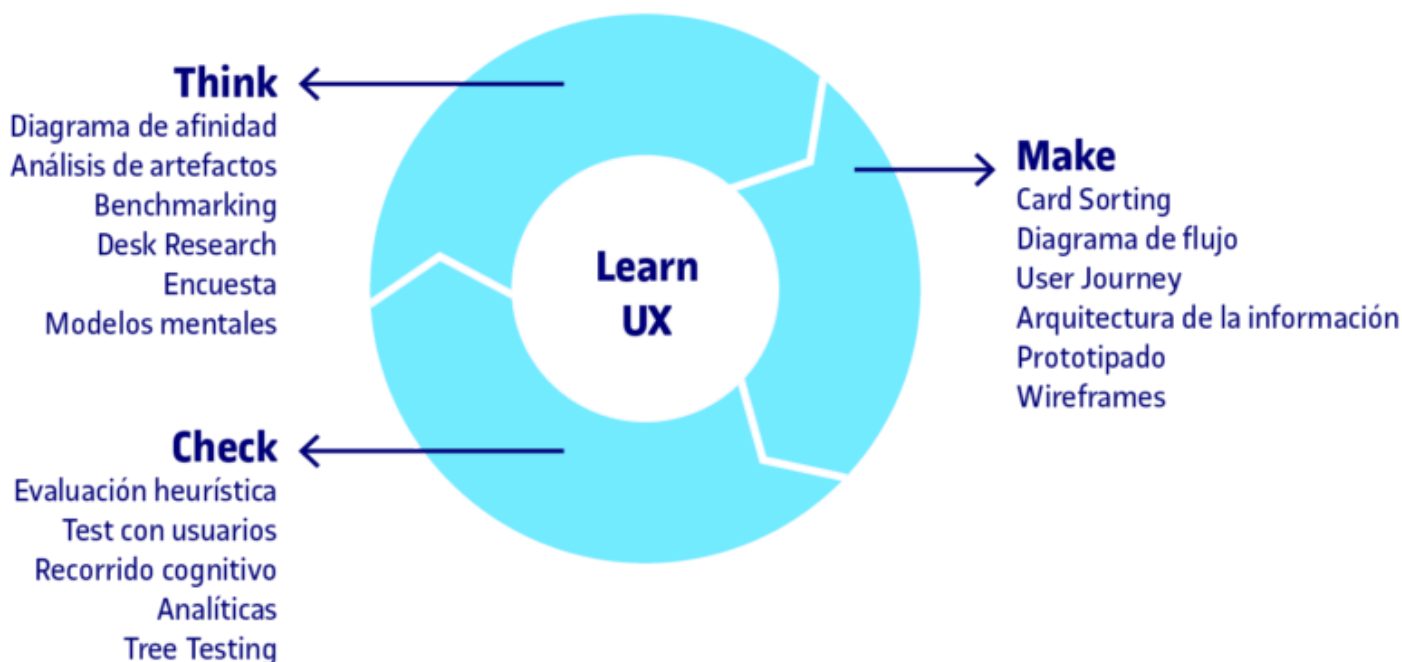 Think
Diagrama de afinidad
Análisis de artefactos
Benchmarking
Desk Research
Encuesta
Modelos mentales
Learn
UX
Make
Card Sorting
Diagrama de flujo
User Journey
Arquitectura de la información
Prototipado
Wireframes
Check
Evaluación heurística
Test con usuarios
Recorrido cognitivo
Analíticas
Tree Testing